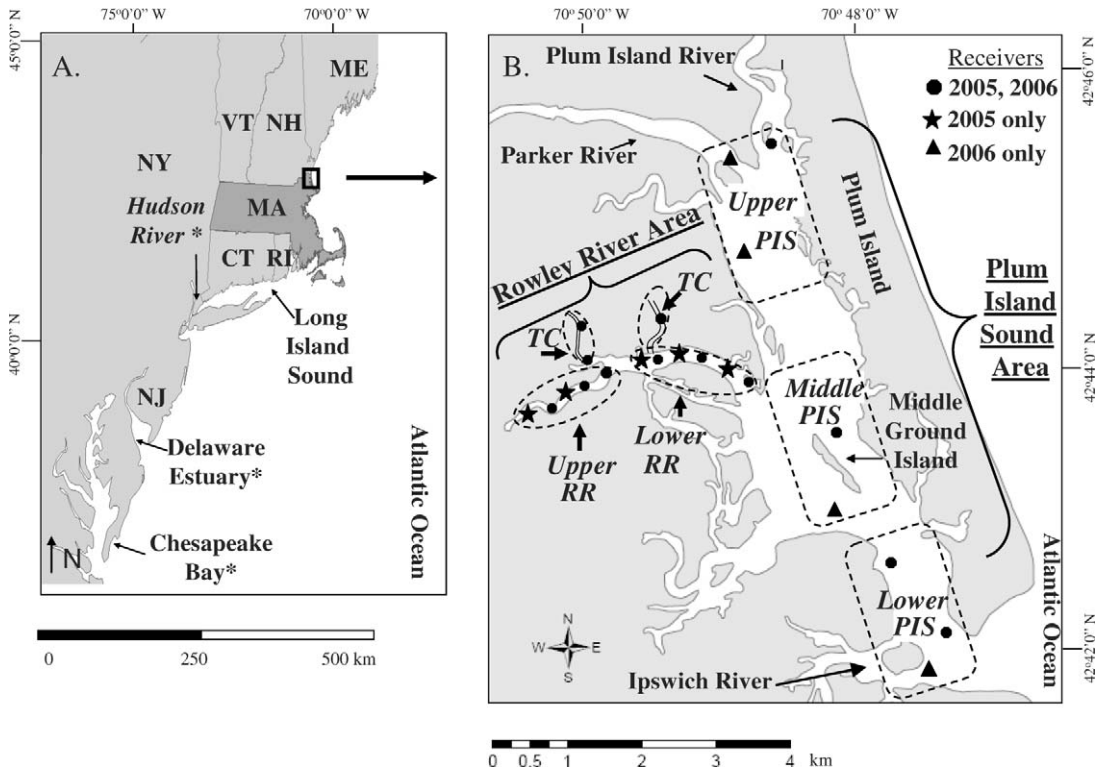 75°0'0'' W
70°0'0'' W
45°0'0'' N
40°0'0'' N
A.
ME
VT
NH
NY
MA
Hudson
River *
CT
RI
Long
Island
Sound
NJ
Delaware
Estuary*
Chesapeake
Bay*
Atlantic Ocean
N
0
250
500 km
70°50'0'' N
70°48'0'' N
42°46'0'' N
42°44'0'' N
42°42'0'' N
B.
Plum Island River
Receivers
2005, 2006
2005 only
2006 only
Parker River
Upper
PIS
Plum Island
Rowley River Area
Plum
Island
Sound
Area
TC
TC
Middle
PIS
Middle
Ground
Island
Upper
RR
Lower
RR
Lower
PIS
Atlantic Ocean
N
W
E
S
Ipswich River
0
0.5
1
2
3
4
km